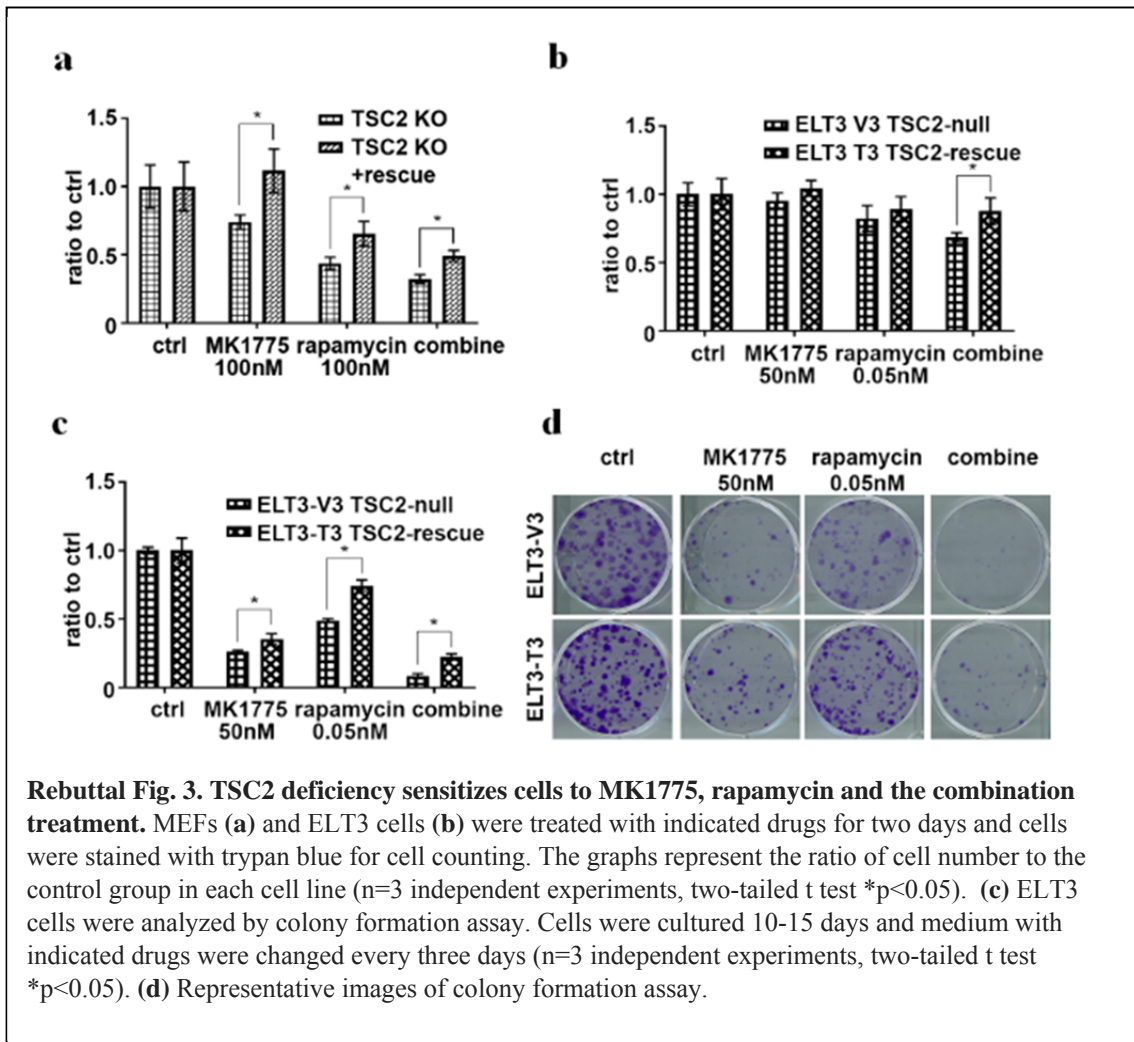 a
1.5
1.0
0.5
0
ratio to ctrl
TSC2 KO
TSC2 KO
+rescue
*
*
*
ctrl MK1775 rapamycin combine
100nM 100nM
b
1.5
1.0
0.5
0
ratio to ctrl
ELT3 V3 TSC2-null
ELT3 T3 TSC2-rescue
*
ctrl MK1775 rapamycin combine
50nM 0.05nM
c
1.5
1.0
0.5
0
ratio to ctrl
ELT3-V3 TSC2-null
ELT3-T3 TSC2-rescue
*
*
*
ctrl MK1775 rapamycin combine
50nM 0.05nM
d
ctrl MK1775 rapamycin combine
50nM 0.05nM
ELT3-V3
ELT3-T3
Rebuttal Fig. 3. TSC2 deficiency sensitizes cells to MK1775, rapamycin and the combination
treatment. MEFs (a) and ELT3 cells (b) were treated with indicated drugs for two days and cells
were stained with trypan blue for cell counting. The graphs represent the ratio of cell number to the
control group in each cell line (n=3 independent experiments, two-tailed t test *p<0.05). (c) ELT3
cells were analyzed by colony formation assay. Cells were cultured 10-15 days and medium with
indicated drugs were changed every three days (n=3 independent experiments, two-tailed t test
*p<0.05). (d) Representative images of colony formation assay.